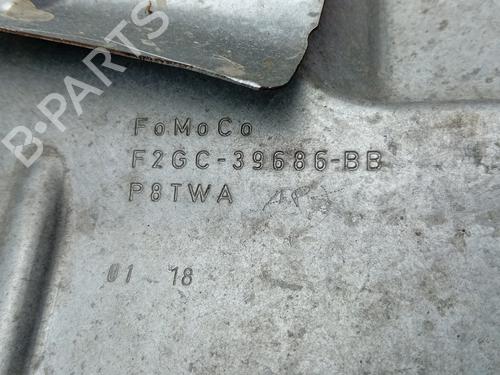 B-PARTS
FoMoCo
F2GC-39686-BB
P8TWA
01 18